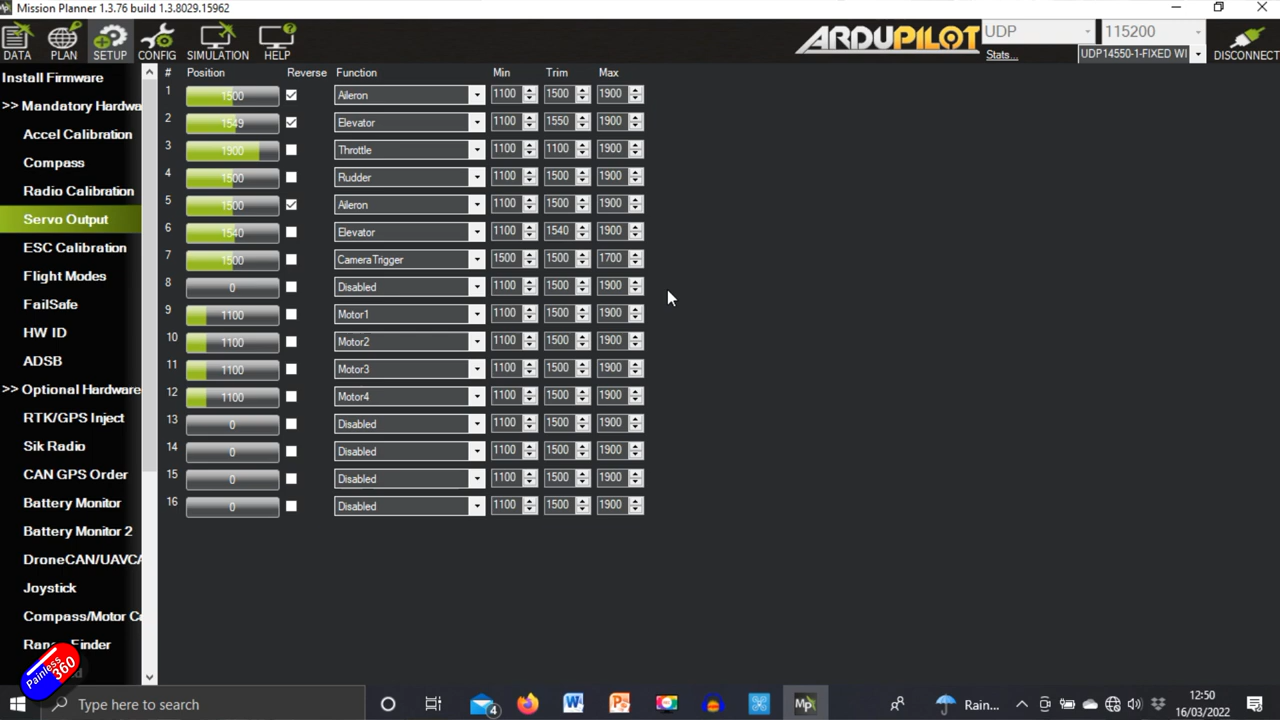 Mission Planner 1.3.76 build 1.3.8029.15962
DATA PLAN SETUP CONFIG SIMULATION HELP
ARDUPILOT
UDP 115200
Stats... UDP14550-1-FIXED WI DISCONNECT
Install Firmware
>> Mandatory Hardwa
Accel Calibration
Compass
Radio Calibration
Servo Output
ESC Calibration
Flight Modes
FailSafe
HW ID
ADSB
>> Optional Hardware
RTK/GPS Inject
Sik Radio
CAN GPS Order
Battery Monitor
Battery Monitor 2
DroneCAN/UAVCA
Joystick
Compass/Motor Ca
Finder
# Position Reverse Function Min Trim Max
1 1500 Aileron 1100 1500 1900
2 1549 Elevator 1100 1550 1900
3 1900 Throttle 1100 1100 1900
4 1500 Rudder 1100 1500 1900
5 1500 Aileron 1100 1500 1900
6 1540 Elevator 1100 1540 1900
7 1500 CameraTrigger 1500 1500 1700
8 0 Disabled 1100 1500 1900
9 1100 Motor1 1100 1500 1900
10 1100 Motor2 1100 1500 1900
11 1100 Motor3 1100 1500 1900
12 1100 Motor4 1100 1500 1900
13 0 Disabled 1100 1500 1900
14 0 Disabled 1100 1500 1900
15 0 Disabled 1100 1500 1900
16 0 Disabled 1100 1500 1900
Painless 360
Type here to search
4
Rain...
12:50
16/03/2022